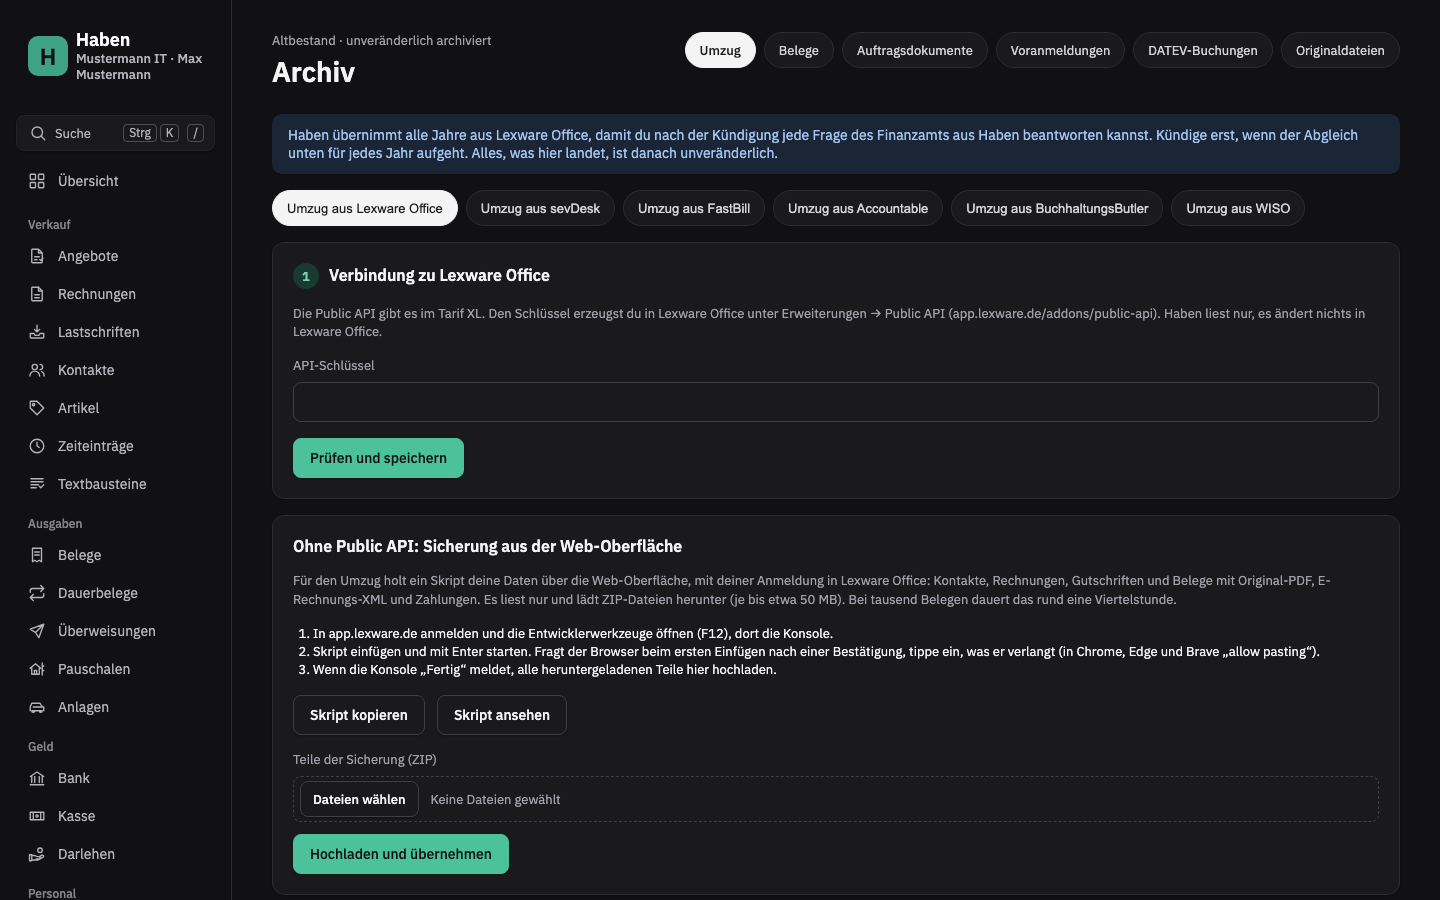 Haben
Mustermann IT · Max
Mustermann
Suche
Strg K /
Übersicht
Verkauf
Angebote
Rechnungen
Lastschriften
Kontakte
Artikel
Zeiteinträge
Textbausteine
Ausgaben
Belege
Dauerbelege
Überweisungen
Pauschalen
Anlagen
Geld
Bank
Kasse
Darlehen
Personal
Altbestand · unveränderlich archiviert
Archiv
Umzug
Belege
Auftragsdokumente
Voranmeldungen
DATEV-Buchungen
Originaldateien
Haben übernimmt alle Jahre aus Lexware Office, damit du nach der Kündigung jede Frage des Finanzamts aus Haben beantworten kannst. Kündige erst, wenn der Abgleich
unten für jedes Jahr aufgeht. Alles, was hier landet, ist danach unveränderlich.
Umzug aus Lexware Office
Umzug aus sevDesk
Umzug aus FastBill
Umzug aus Accountable
Umzug aus BuchhaltungsButler
Umzug aus WISO
1 Verbindung zu Lexware Office
Die Public API gibt es im Tarif XL. Den Schlüssel erzeugst du in Lexware Office unter Erweiterungen → Public API (app.lexware.de/addons/public-api). Haben liest nur, es ändert nichts in
Lexware Office.
API-Schlüssel
Prüfen und speichern
Ohne Public API: Sicherung aus der Web-Oberfläche
Für den Umzug holt ein Skript deine Daten über die Web-Oberfläche, mit deiner Anmeldung in Lexware Office: Kontakte, Rechnungen, Gutschriften und Belege mit Original-PDF, E-
Rechnungs-XML und Zahlungen. Es liest nur und lädt ZIP-Dateien herunter (je bis etwa 50 MB). Bei tausend Belegen dauert das rund eine Viertelstunde.
1. In app.lexware.de anmelden und die Entwicklerwerkzeuge öffnen (F12), dort die Konsole.
2. Skript einfügen und mit Enter starten. Fragt der Browser beim ersten Einfügen nach einer Bestätigung, tippe ein, was er verlangt (in Chrome, Edge und Brave „allow pasting“).
3. Wenn die Konsole „Fertig“ meldet, alle heruntergeladenen Teile hier hochladen.
Skript kopieren
Skript ansehen
Teile der Sicherung (ZIP)
Dateien wählen
Keine Dateien gewählt
Hochladen und übernehmen